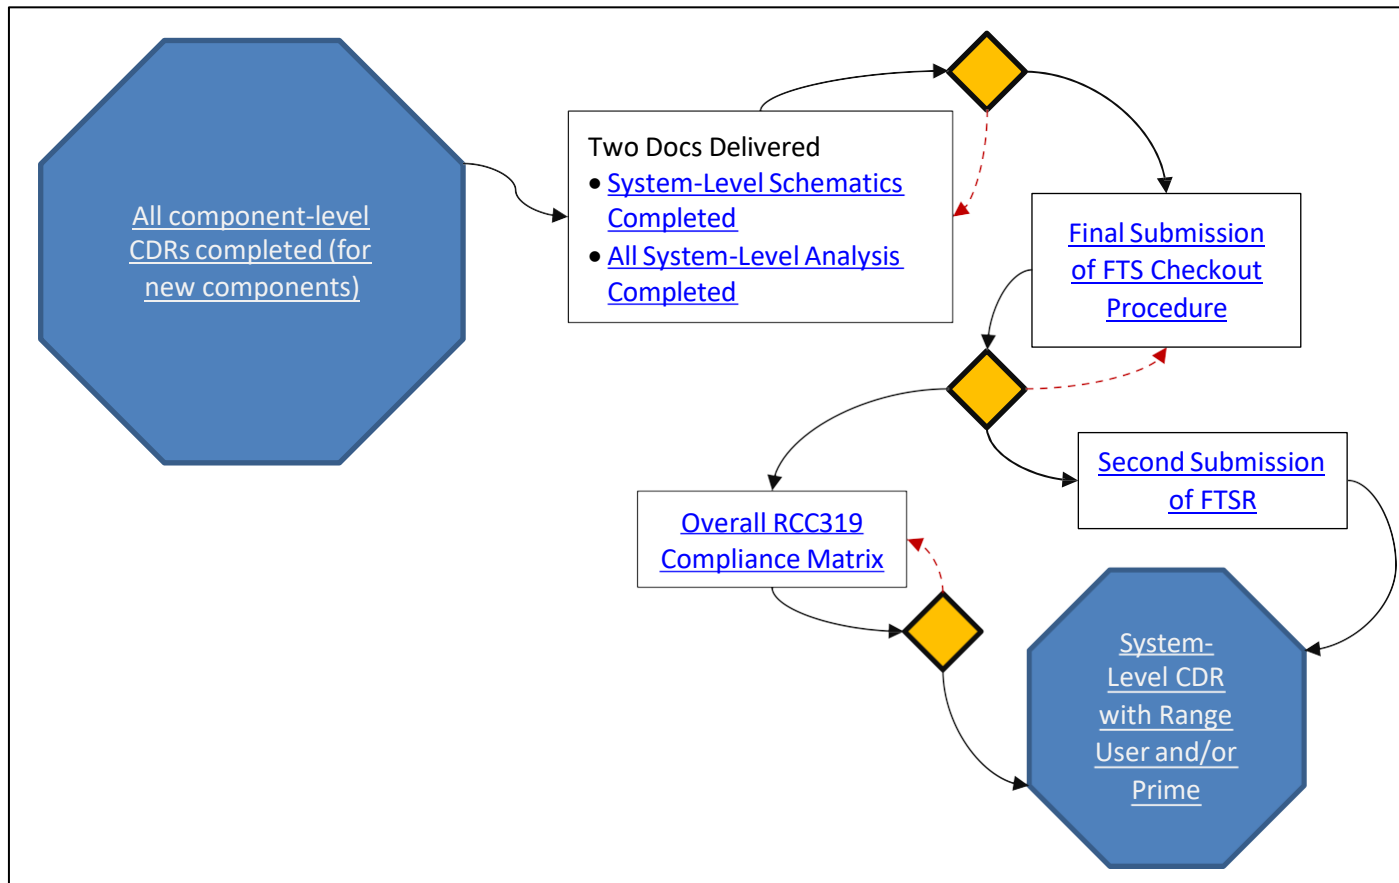 All component-level
CDRs completed (for
new components)
Two Docs Delivered
• System-Level Schematics
Completed
• All System-Level Analysis
Completed
Final Submission
of FTS Checkout
Procedure
Second Submission
of FTSR
Overall RCC319
Compliance Matrix
System-
Level CDR
with Range
User and/or
Prime